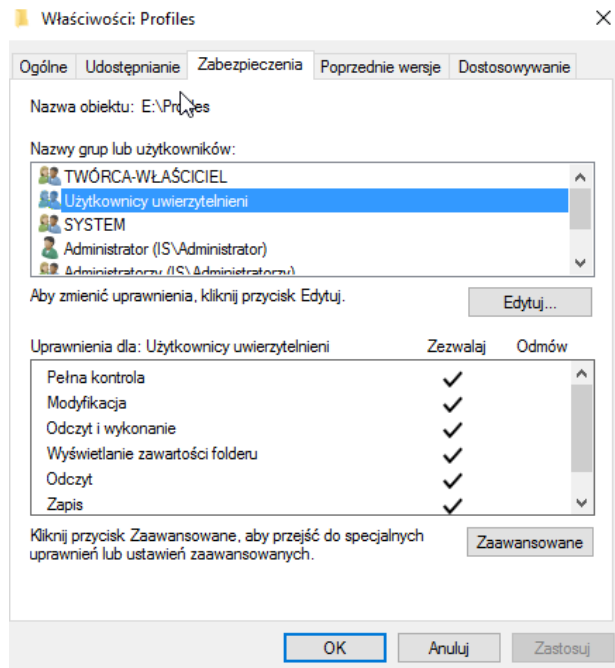 Właściwości: Profiles
Ogólne Udostępnianie Zabezpieczenia Poprzednie wersje Dostosowywanie
Nazwa obiektu: E:\Profiles
Nazwy grup lub użytkowników:
TWÓRCA-WŁAŚCICIEL
Użytkownicy uwierzytelnieni
SYSTEM
Administrator (IS\Administrator)
Administratorzy (IS\Administratorzy)
Aby zmienić uprawnienia, kliknij przycisk Edytuj.
Edytuj...
Uprawnienia dla: Użytkownicy uwierzytelnieni Zezwalaj Odmów
Pełna kontrola
Modyfikacja
Odczyt i wykonanie
Wyświetlanie zawartości folderu
Odczyt
Zapis
Kliknij przycisk Zaawansowane, aby przejść do specjalnych
uprawnień lub ustawień zaawansowanych.
Zaawansowane
OK Anuluj Zastosuj